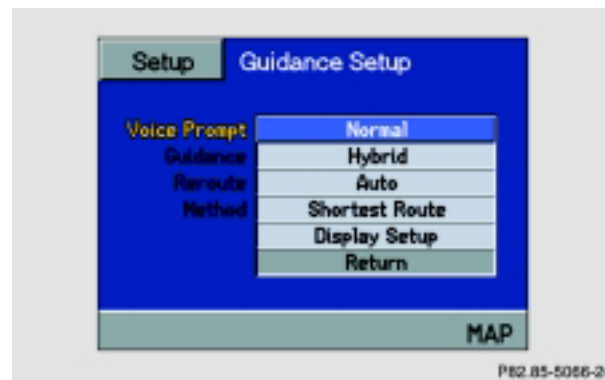 Setup Guidance Setup
Voice Prompt Normal
Guidance Hybrid
Reroute Auto
Method Shortest Route
Display Setup
Return
MAP
P82.85-5066-2